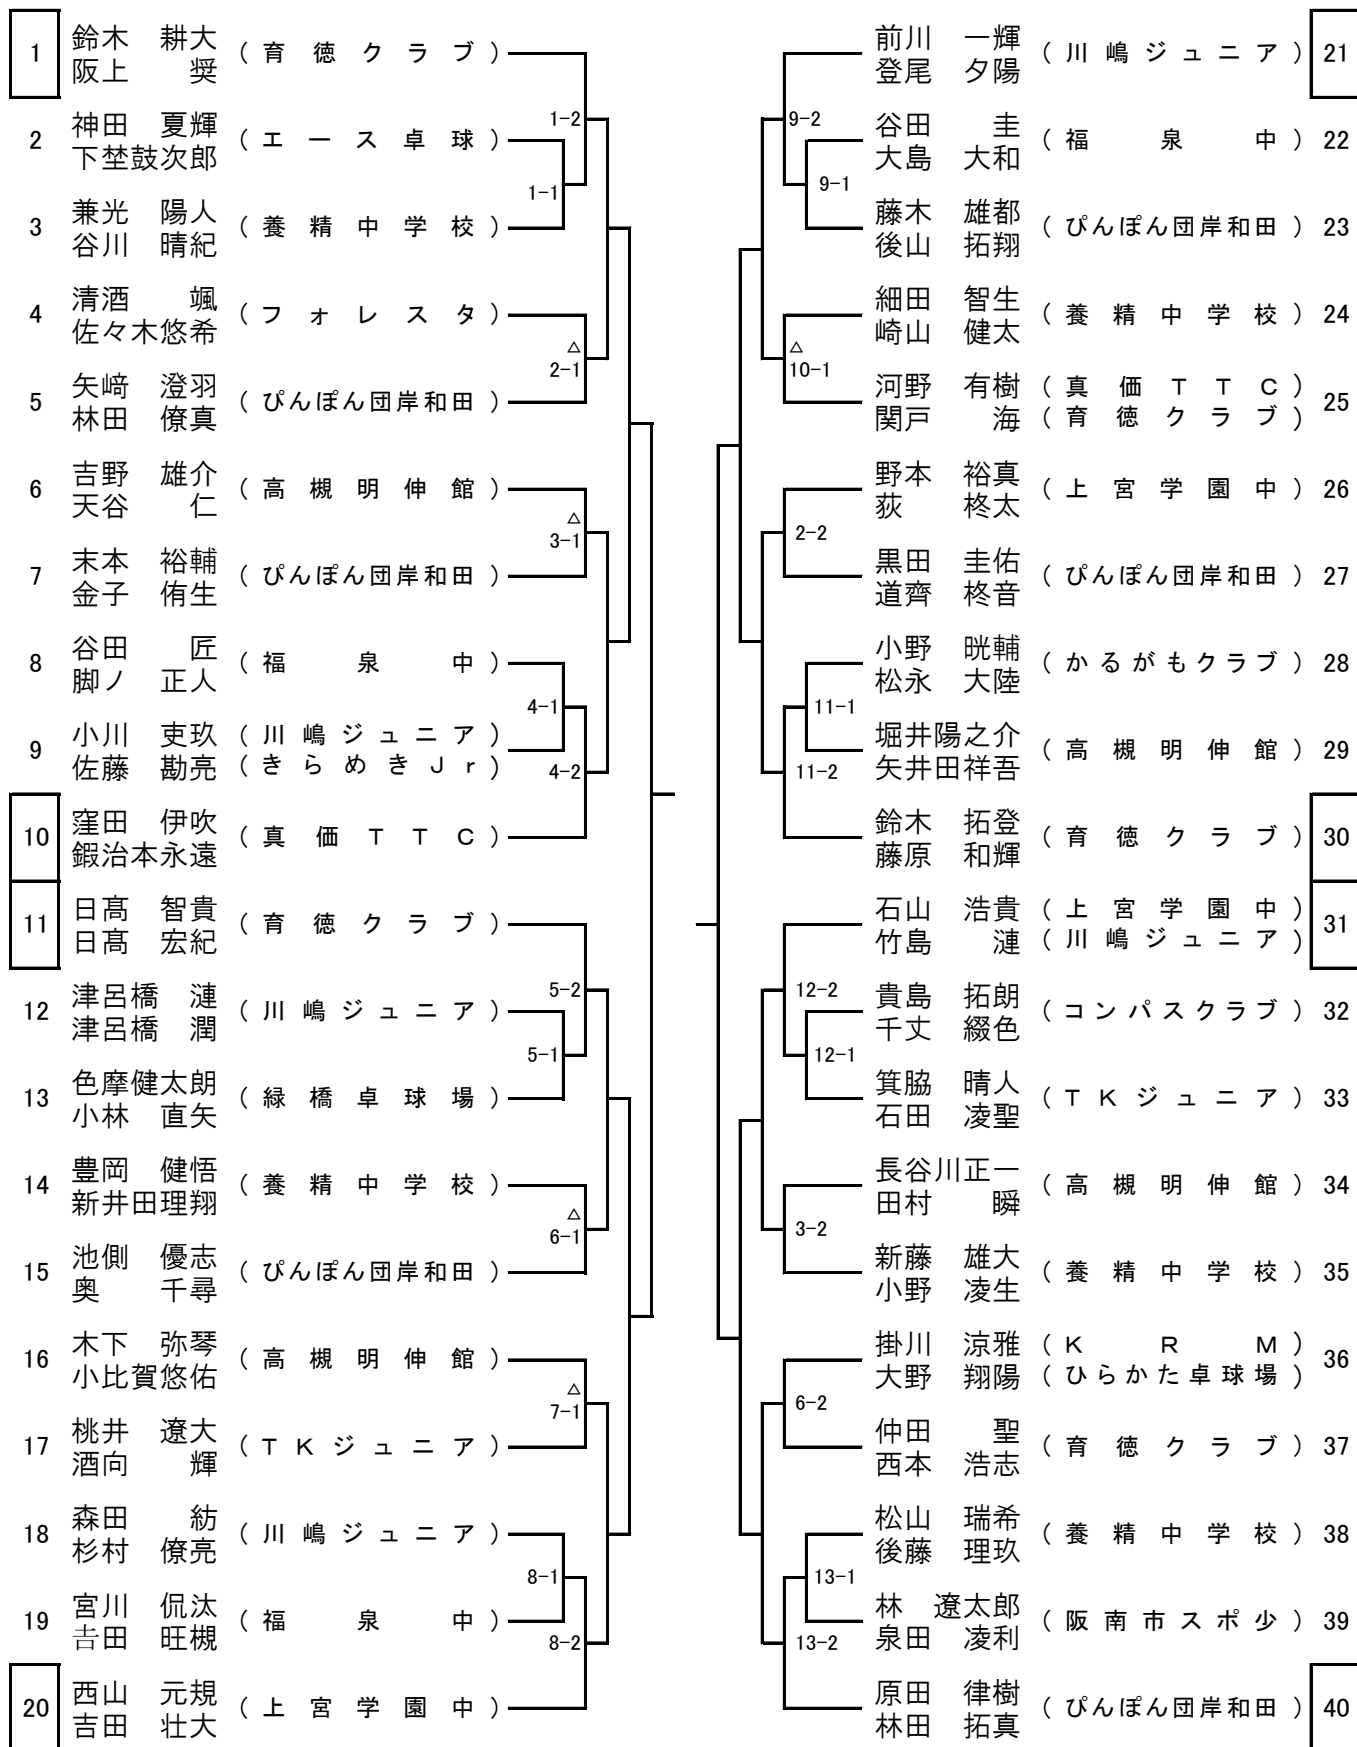 1 鈴木 耕大 (育徳クラブ)
阪上 奨
2 神田 夏輝 (エース卓球)
下埜鼓次郎
3 兼光 陽人 (養精中学校)
谷川 晴紀
4 清酒 颯 (フォレスタ)
佐々木悠希
5 矢﨑 澄羽 (ぴんぽん団岸和田)
林田 僚真
6 吉野 雄介 (高槻明伸館)
天谷 仁
7 末本 裕輔 (ぴんぽん団岸和田)
金子 侑生
8 谷田 匠 (福泉中)
脚ノ 正人
9 小川 吏玖 (川嶋ジュニア)
佐藤 勘亮 (きらめきJr)
10 窪田 伊吹 (真価TTC)
鍜治本永遠
11 日髙 智貴 (育徳クラブ)
日髙 宏紀
12 津呂橋 漣 (川嶋ジュニア)
津呂橋 潤
13 色摩健太朗 (緑橋卓球場)
小林 直矢
14 豊岡 健悟 (養精中学校)
新井田理翔
15 池側 優志 (ぴんぽん団岸和田)
奥 千尋
16 木下 弥琴 (高槻明伸館)
小比賀悠佑
17 桃井 遼大 (TKジュニア)
酒向 輝
18 森田 紡 (川嶋ジュニア)
杉村 僚亮
19 宮川 侃汰 (福泉中)
𠮷田 旺槻
20 西山 元規 (上宮学園中)
吉田 壮大
1-2
1-1
△
2-1
△
3-1
4-1
4-2
5-2
5-1
△
6-1
△
7-1
8-1
8-2
前川 一輝 (川嶋ジュニア) 21
登尾 夕陽
谷田 圭 (福泉中) 22
大島 大和
藤木 雄都 (ぴんぽん団岸和田) 23
後山 拓翔
細田 智生 (養精中学校) 24
崎山 健太
河野 有樹 (真価TTC) 25
関戸 海 (育徳クラブ)
野本 裕真 (上宮学園中) 26
荻 柊太
黒田 圭佑 (ぴんぽん団岸和田) 27
道齊 柊音
小野 晄輔 (かるがもクラブ) 28
松永 大陸
堀井陽之介 (高槻明伸館) 29
矢井田祥吾
鈴木 拓登 (育徳クラブ) 30
藤原 和輝
石山 浩貴 (上宮学園中) 31
竹島 漣 (川嶋ジュニア)
貴島 拓朗 (コンパスクラブ) 32
千丈 綴色
箕脇 晴人 (TKジュニア) 33
石田 凌聖
長谷川正一 (高槻明伸館) 34
田村 瞬
新藤 雄大 (養精中学校) 35
小野 凌生
掛川 涼雅 (KRM) 36
大野 翔陽 (ひらかた卓球場)
仲田 聖 (育徳クラブ) 37
西本 浩志
松山 瑞希 (養精中学校) 38
後藤 理玖
林 遼太郎 (阪南市スポ少) 39
泉田 凌利
原田 律樹 (ぴんぽん団岸和田) 40
林田 拓真
9-2
9-1
△
10-1
2-2
11-1
11-2
12-2
12-1
3-2
6-2
13-1
13-2